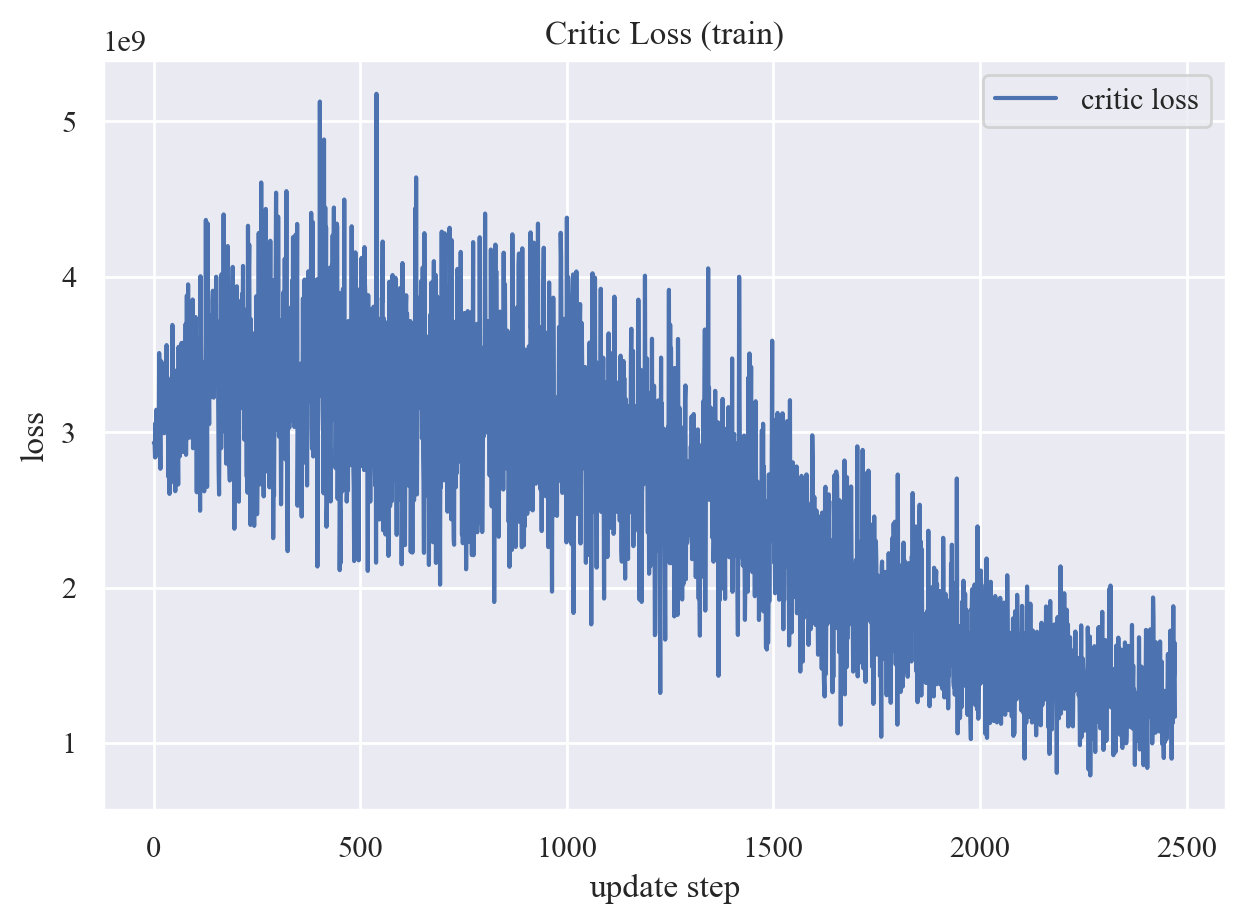 Critic Loss (train)
1e9
critic loss
5
4
3
2
1
loss
0 500 1000 1500 2000 2500
update step